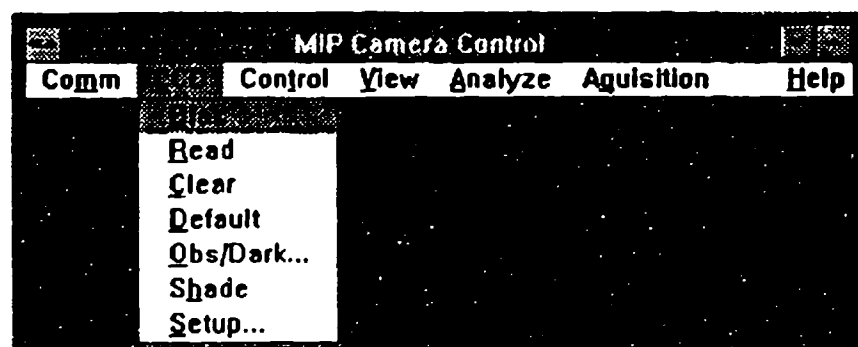 MIP Camera Control
Comm Control View Analyze Aquisition Help
Read
Clear
Default
Obs/Dark...
Shade
Setup...